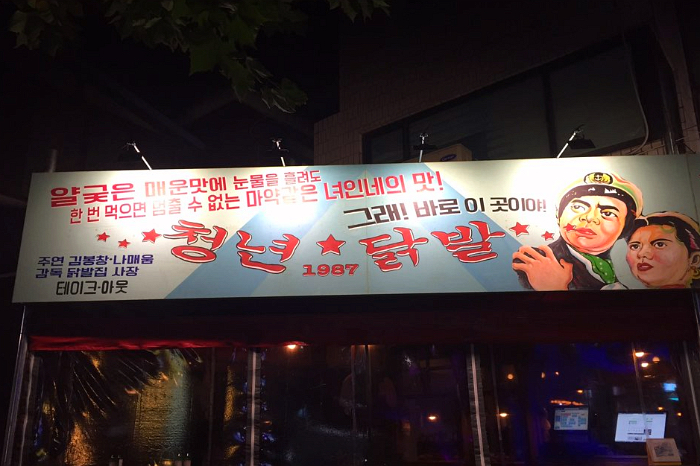 얄궂은 매운맛에 눈물을 흘려도
한 번 먹으면 멈출 수 없는 마약같은 녀인네의 맛!
그래! 바로 이 곳이야!
청년★닭발
1987
주연 김봉창·나매움
감독 닭발집 사장
테이크·아웃